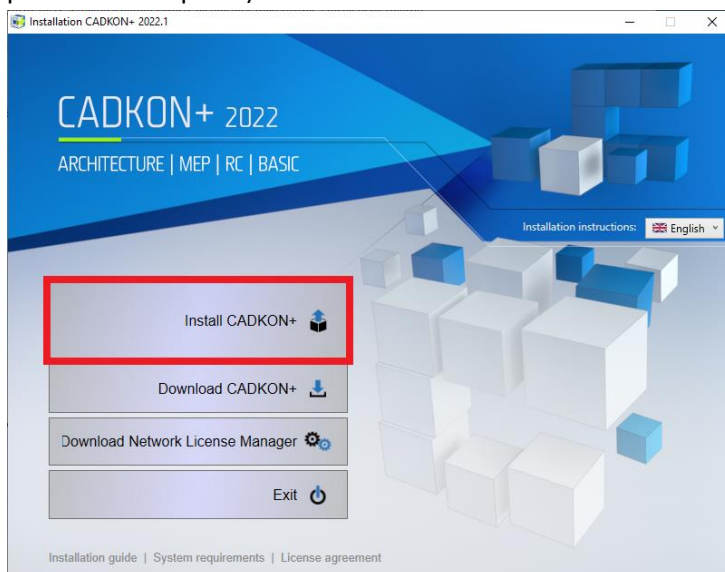 Installation CADKON+ 2022.1
CADKON+ 2022
ARCHITECTURE | MEP | RC | BASIC
Installation instructions: English
Install CADKON+
Download CADKON+
Download Network License Manager
Exit
Installation guide | System requirements | License agreement